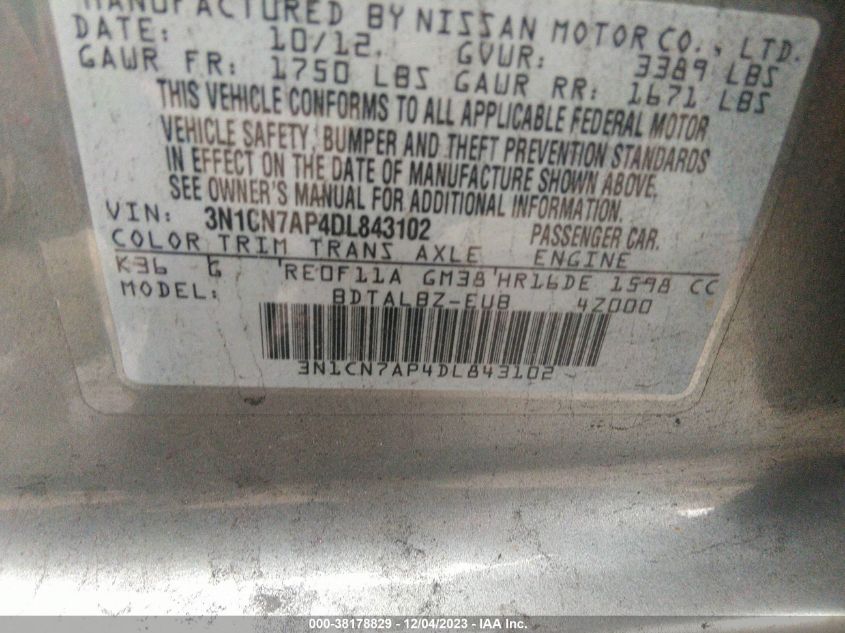 MANUFACTURED BY NISSAN MOTOR CO., LTD.
DATE: 10/12. GVWR: 3389 LBS
GAWR FR: 1750 LBS GAWR RR: 1671 LBS
THIS VEHICLE CONFORMS TO ALL APPLICABLE FEDERAL MOTOR
VEHICLE SAFETY, BUMPER AND THEFT PREVENTION STANDARDS
IN EFFECT ON THE DATE OF MANUFACTURE SHOWN ABOVE.
SEE OWNER'S MANUAL FOR ADDITIONAL INFORMATION.
VIN: 3N1CN7AP4DL843102 PASSENGER CAR.
COLOR TRIM TRANS AXLE ENGINE
K36 G RE0F11A GM38 HR16DE 1598 CC
MODEL: BDTALBZ-EUB 4Z000
3N1CN7AP4DL843102
000-38178829 - 12/04/2023 - iaai.com